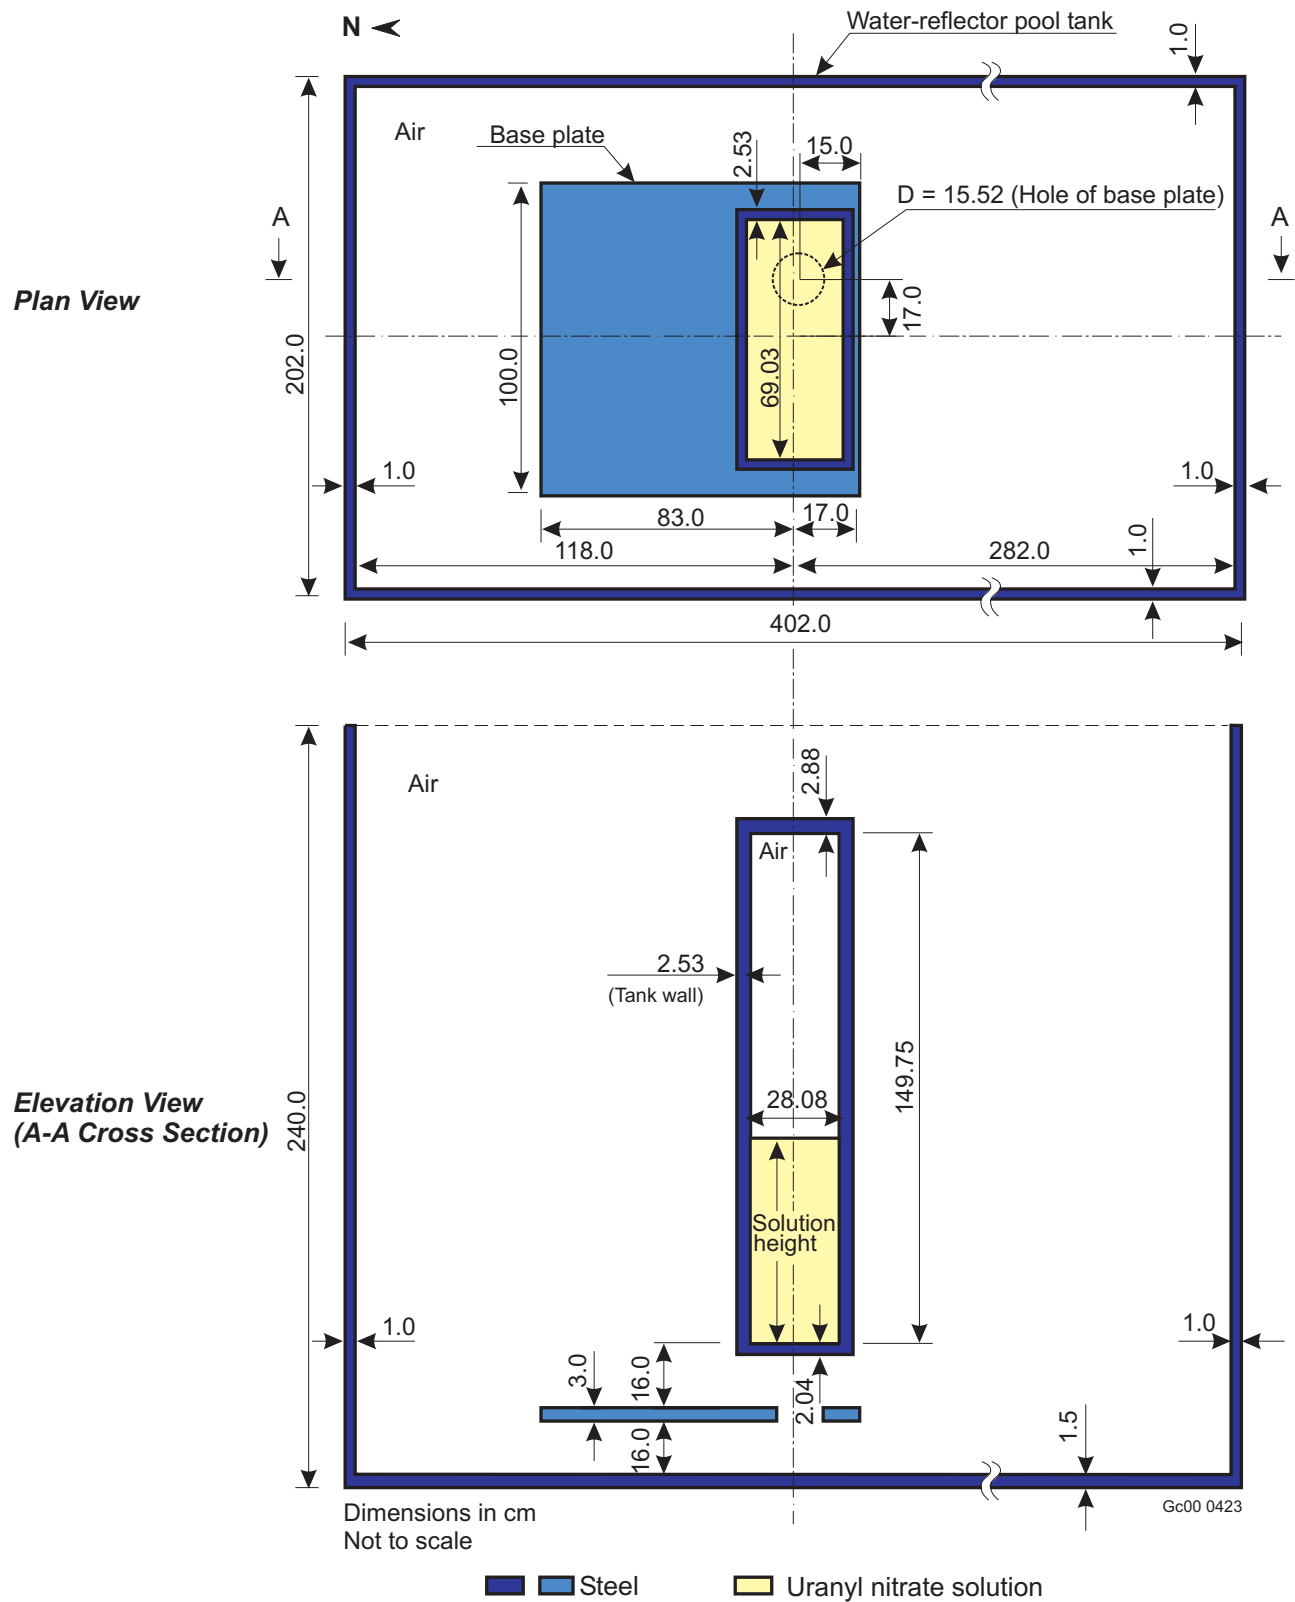 N
Water-reflector pool tank
1.0
Air
Base plate
2.53
15.0
D = 15.52 (Hole of base plate)
A
A
Plan View
202.0
100.0
69.03
17.0
1.0
1.0
83.0
17.0
1.0
118.0
282.0
402.0
Air
2.88
Air
2.53
(Tank wall)
149.75
28.08
Elevation View
(A-A Cross Section)
240.0
Solution
height
1.0
1.0
3.0
16.0
2.04
16.0
1.5
Dimensions in cm
Not to scale
Gc00 0423
Steel
Uranyl nitrate solution